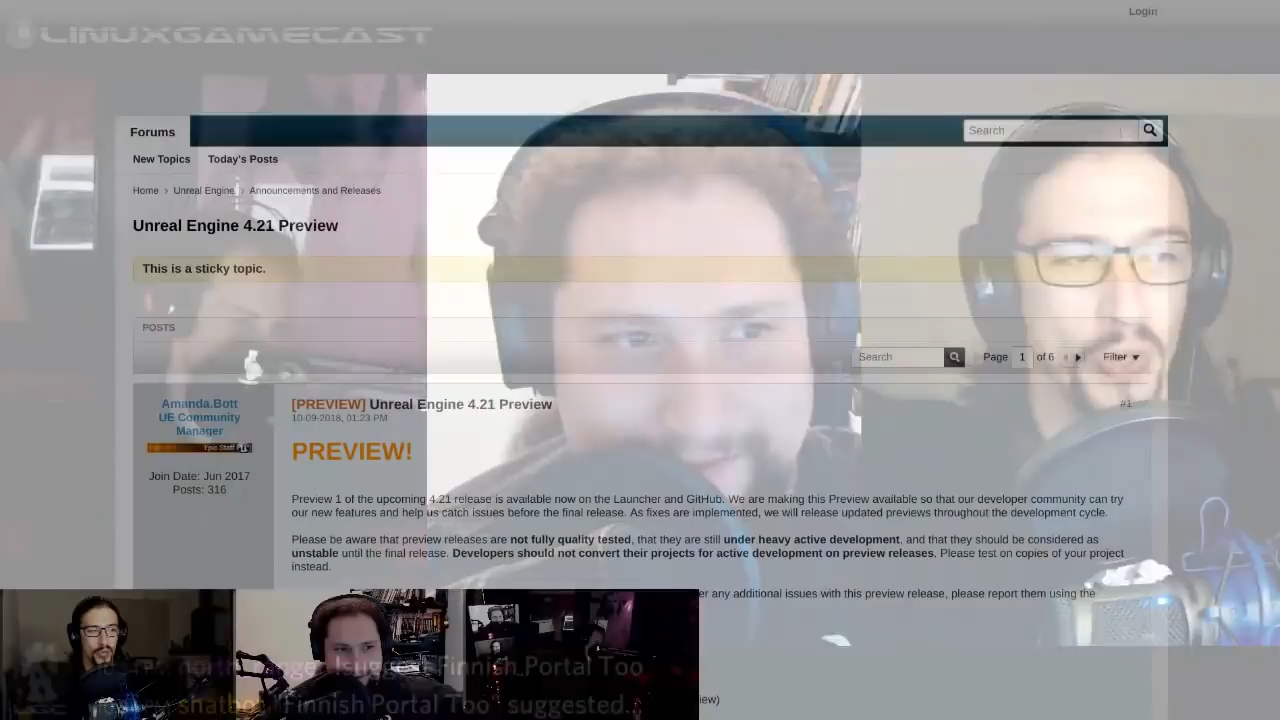 Login
LINUXGAMECAST
Forums
Search
New Topics Today's Posts
Home Unreal Engine Announcements and Releases
Unreal Engine 4.21 Preview
This is a sticky topic.
POSTS
Search Page 1 of 6 Filter
Amanda.Bott
UE Community
Manager
Epic Staff
Join Date: Jun 2017
Posts: 316
[PREVIEW] Unreal Engine 4.21 Preview
#1
10-09-2018, 01:23 PM
PREVIEW!
Preview 1 of the upcoming 4.21 release is available now on the Launcher and GitHub. We are making this Preview available so that our developer community can try
our new features and help us catch issues before the final release. As fixes are implemented, we will release updated previews throughout the development cycle.
Please be aware that preview releases are not fully quality tested, that they are still under heavy active development, and that they should be considered as
unstable until the final release. Developers should not convert their projects for active development on preview releases. Please test on copies of your project
instead.
er any additional issues with this preview release, please report them using the
!suggest Finnish Portal Too
"Finnish Portal Too" suggested...
iew)